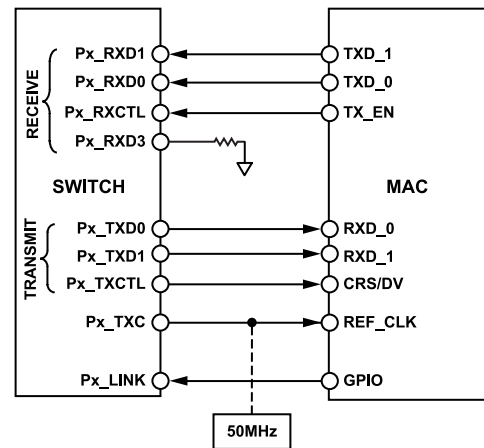 Px_RXD1 TXD_1
Px_RXD0 TXD_0
Px_RXCTL TX_EN
Px_RXD3
RECEIVE
SWITCH MAC
Px_TXD0 RXD_0
Px_TXD1 RXD_1
Px_TXCTL CRS/DV
TRANSMIT
Px_TXC REF_CLK
Px_LINK GPIO
50MHz